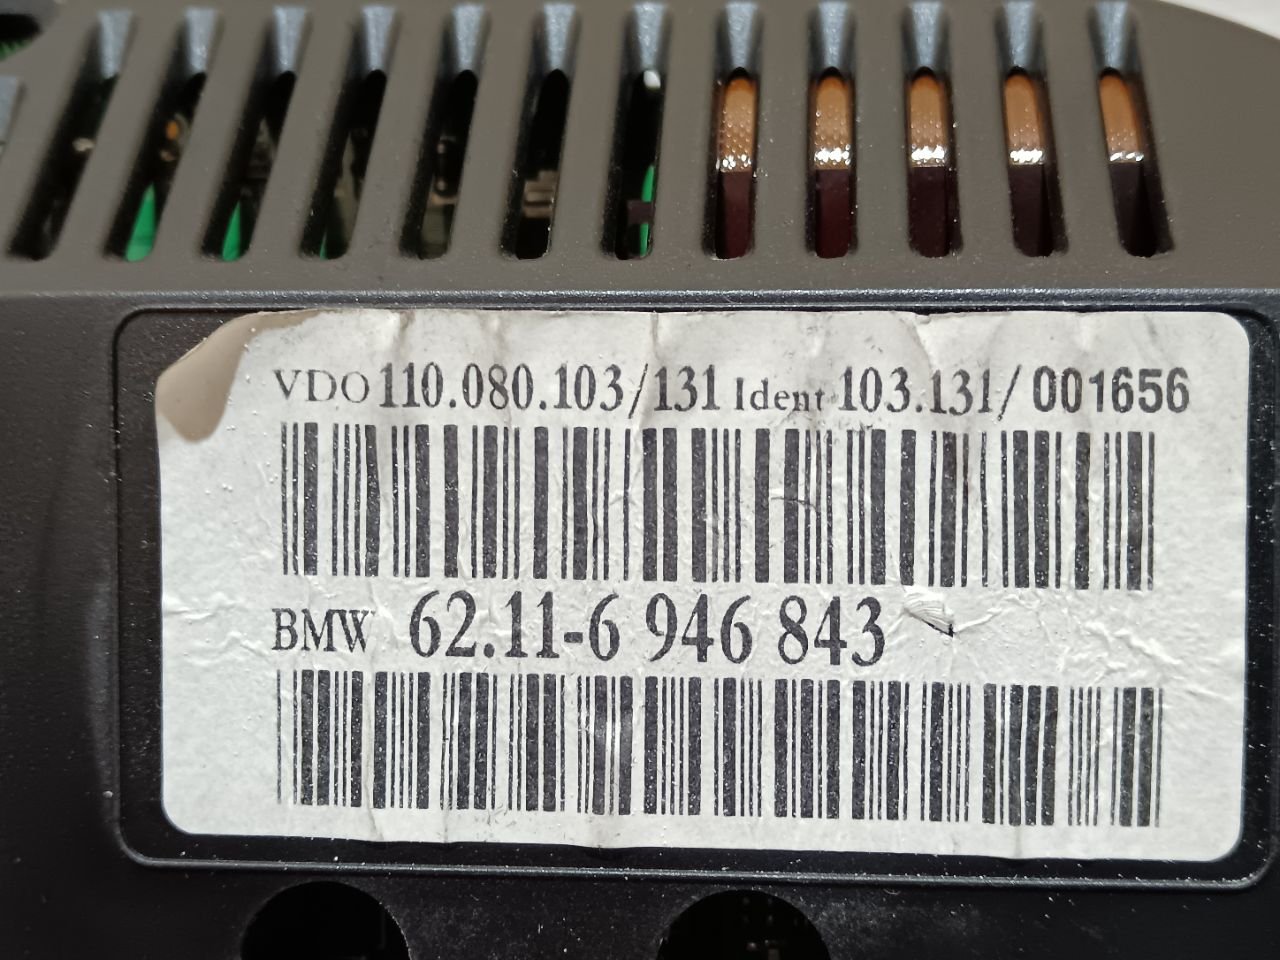 VDO 110.080.103/131 Ident 103.131/001656
BMW 62.11-6 946 843